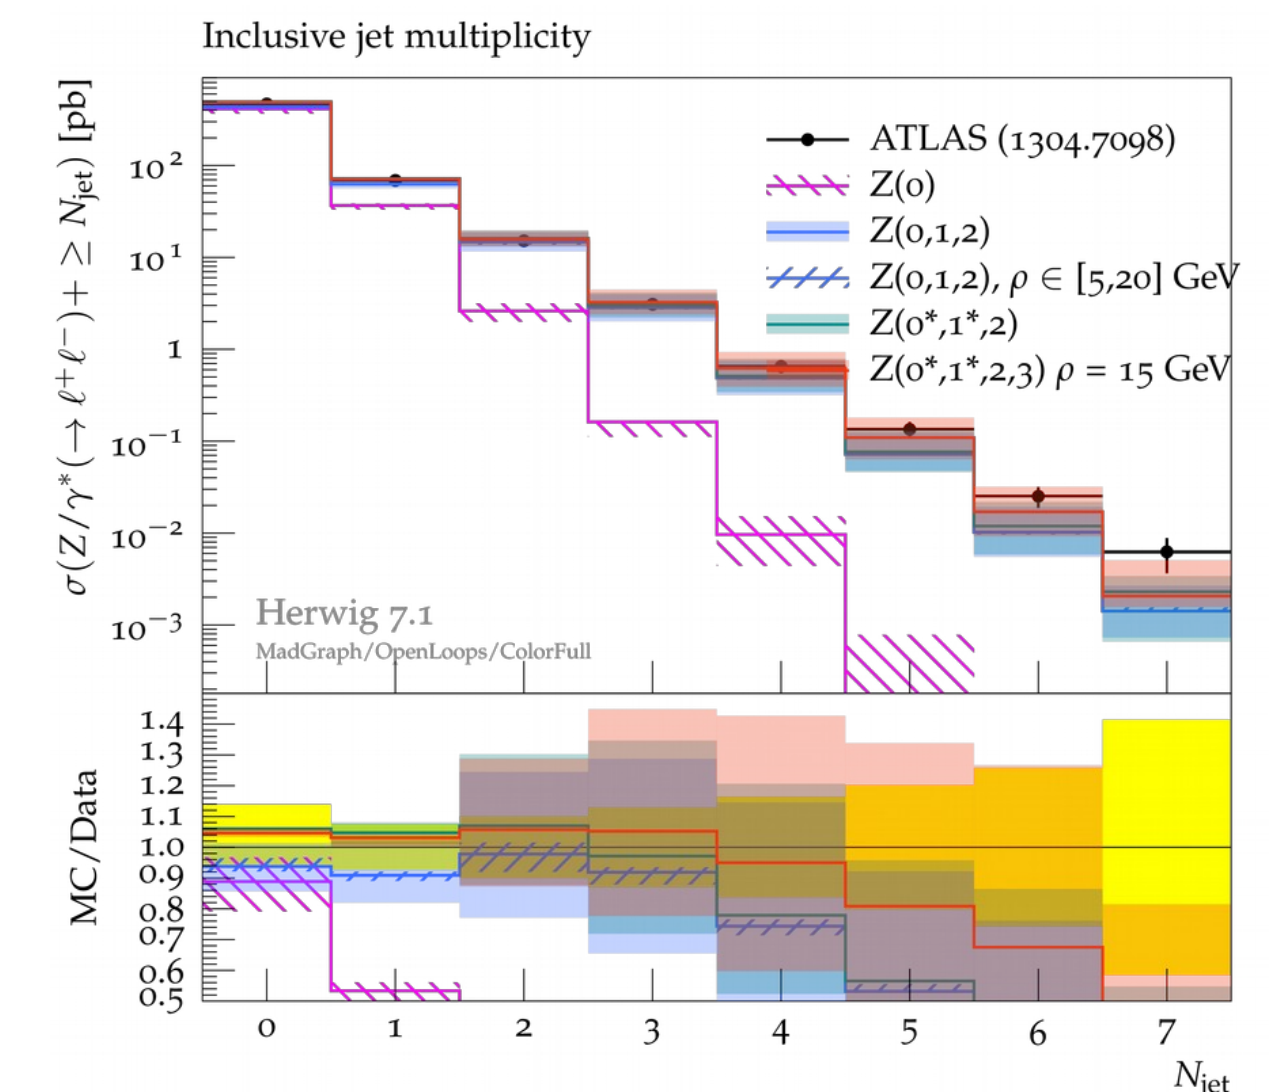 Inclusive jet multiplicity
σ(Z/γ*(→ ℓ⁺ℓ⁻)+ ≥ N_jet) [pb]
10²
10¹
1
10⁻¹
10⁻²
10⁻³
ATLAS (1304.7098)
Z(0)
Z(0,1,2)
Z(0,1,2), ρ ∈ [5,20] GeV
Z(0*,1*,2)
Z(0*,1*,2,3) ρ = 15 GeV
Herwig 7.1
MadGraph/OpenLoops/ColorFull
MC/Data
1.4
1.3
1.2
1.1
1.0
0.9
0.8
0.7
0.6
0.5
0 1 2 3 4 5 6 7
N_jet